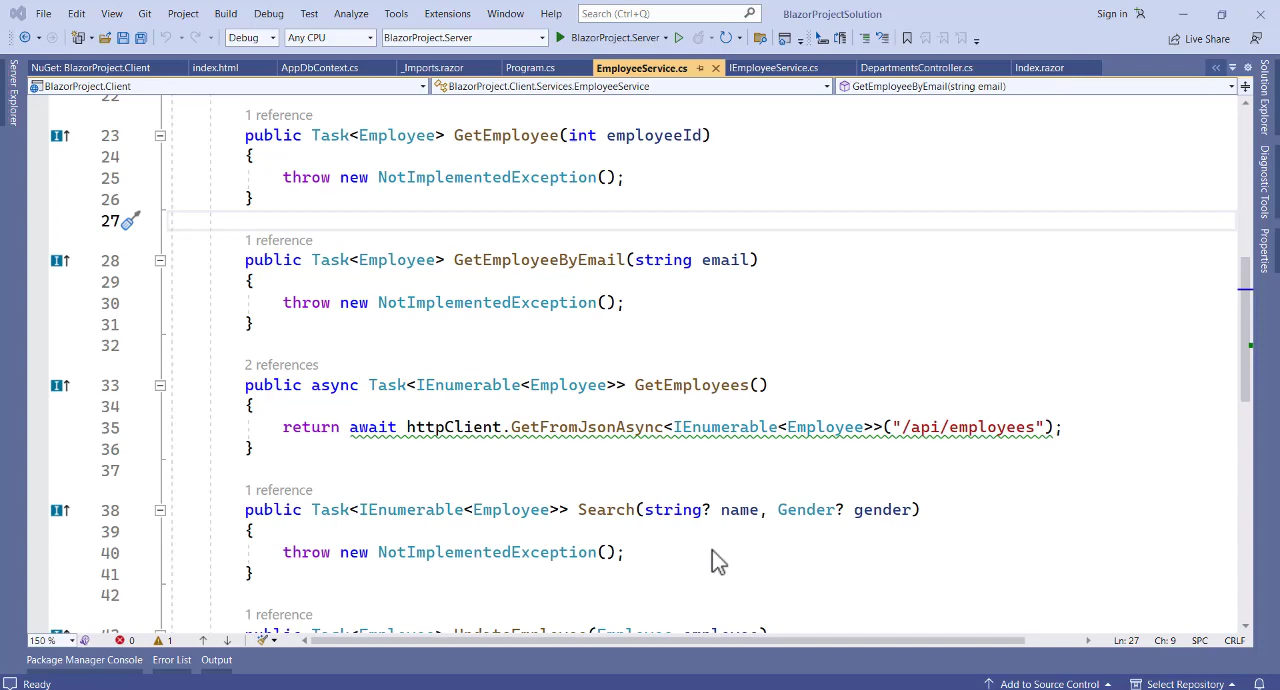 File Edit View Git Project Build Debug Test Analyze Tools Extensions Window Help Search (Ctrl+Q) BlazorProjectSolution Sign in
Debug Any CPU BlazorProject.Server BlazorProject.Server Live Share
NuGet: BlazorProject.Client index.html AppDbContext.cs _Imports.razor Program.cs EmployeeService.cs IEmployeeService.cs DepartmentsController.cs Index.razor
BlazorProject.Client BlazorProject.Client.Services.EmployeeService GetEmployeeByEmail(string email)
Server Explorer
Solution Explorer
Diagnostic Tools
Properties
22
1 reference
23 public Task<Employee> GetEmployee(int employeeId)
24 {
25 throw new NotImplementedException();
26 }
27
1 reference
28 public Task<Employee> GetEmployeeByEmail(string email)
29 {
30 throw new NotImplementedException();
31 }
32
2 references
33 public async Task<IEnumerable<Employee>> GetEmployees()
34 {
35 return await httpClient.GetFromJsonAsync<IEnumerable<Employee>>("/api/employees");
36 }
37
1 reference
38 public Task<IEnumerable<Employee>> Search(string? name, Gender? gender)
39 {
40 throw new NotImplementedException();
41 }
42
1 reference
43 public Task<Employee> UpdateEmployee(Employee employee)
150 % 0 1 Ln: 27 Ch: 9 SPC CRLF
Package Manager Console Error List Output
Ready Add to Source Control Select Repository